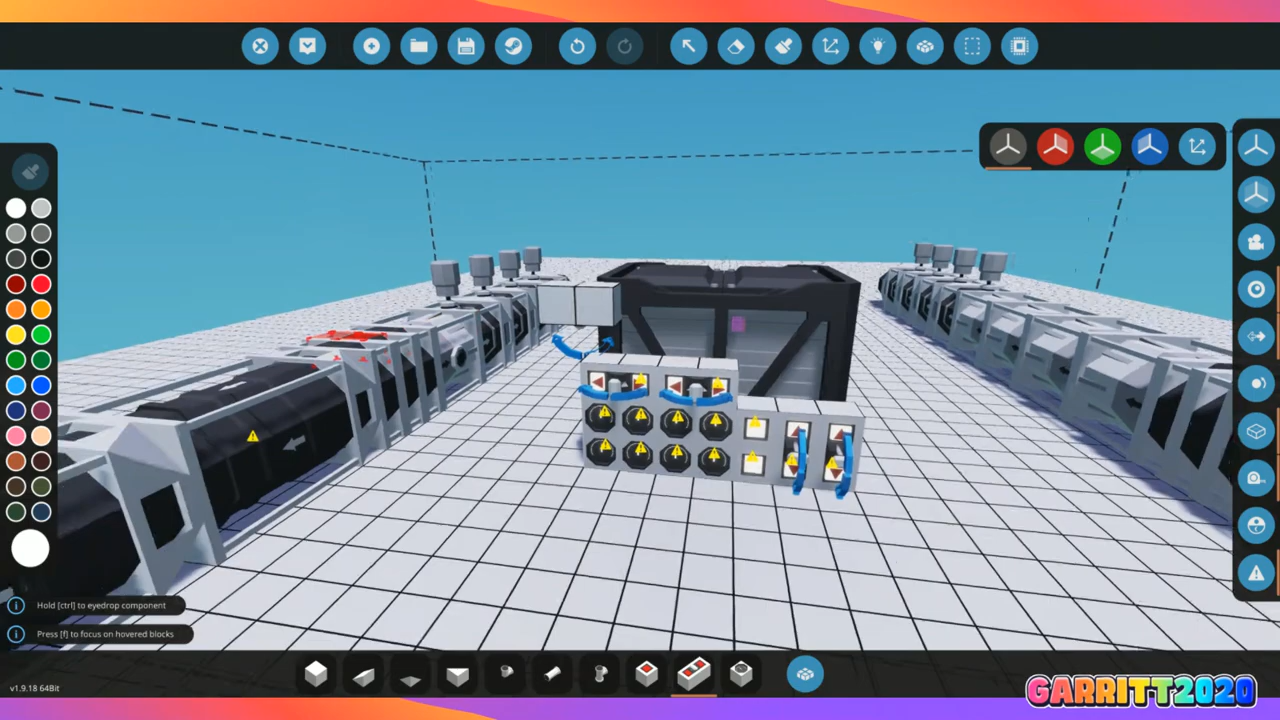 Hold [ctrl] to eyedrop component
Press [f] to focus on hovered blocks
v1.9.18 64Bit
GARRITT2020